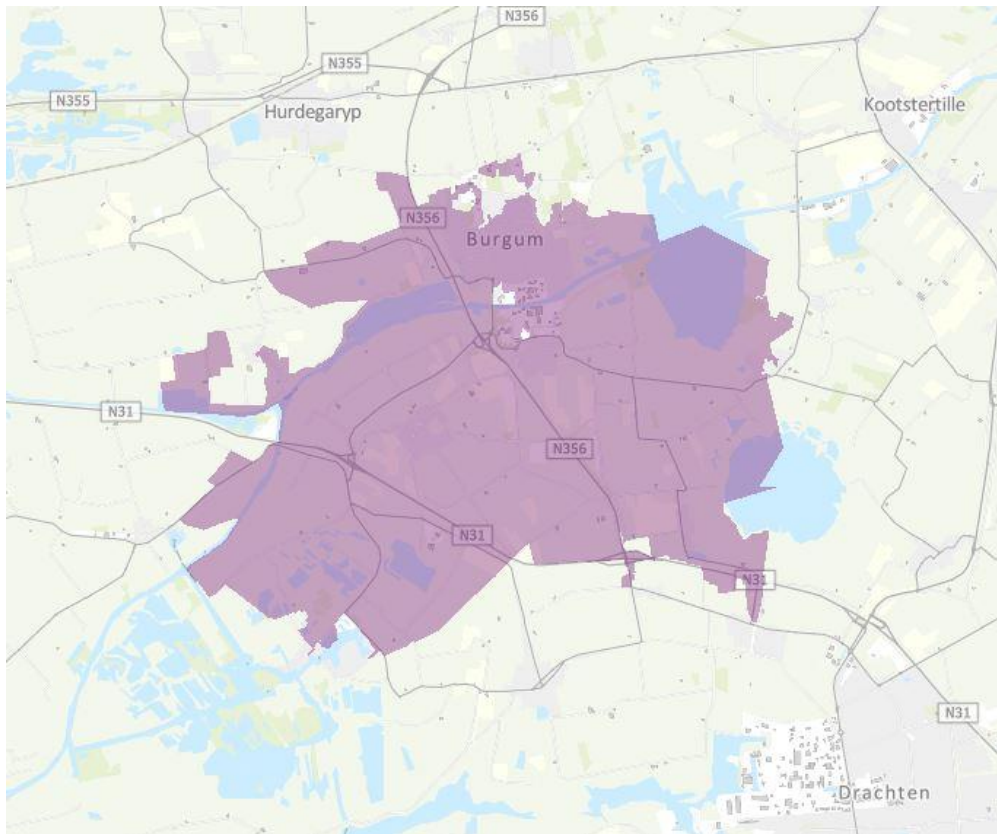 N356
N355
N355
Hurdegaryp
Kootstertille
N356
Burgum
N31
N356
N31
N31
N31
Drachten